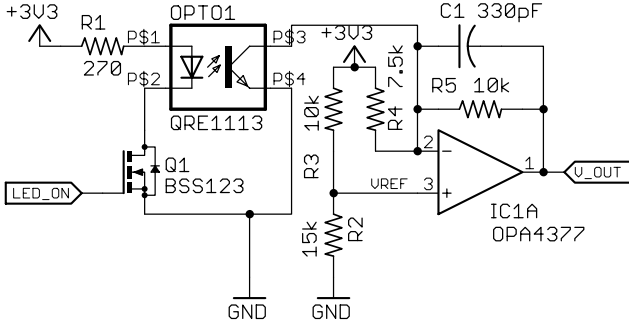 +3V3
R1
270
P$1
P$2
OPTO1
QRE1113
P$3
P$4
Q1
BSS123
LED_ON
GND
+3V3
10k
R3
7.5k
R4
VREF
15k
R2
GND
C1 330pF
R5 10k
2
3
1
IC1A
OPA4377
V_OUT